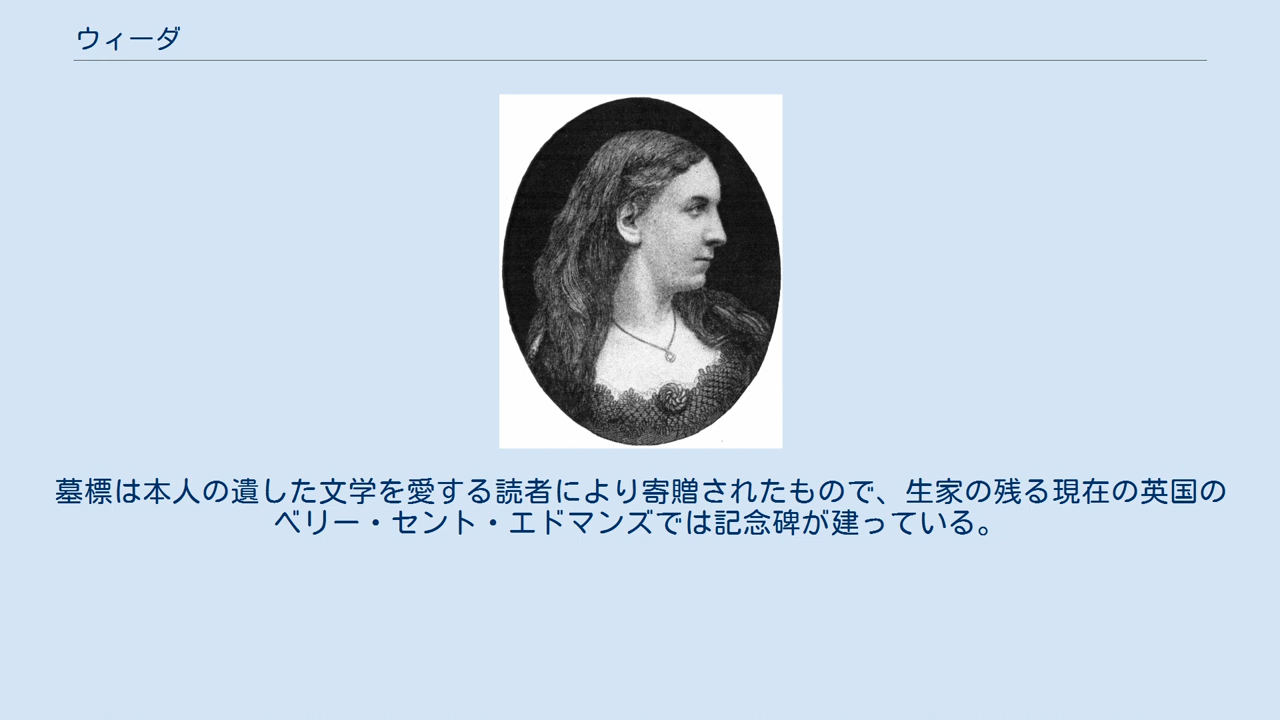 ウィーダ
墓標は本人の遺した文学を愛する読者により寄贈されたもので、生家の残る現在の英国の
ベリー・セント・エドマンズでは記念碑が建っている。